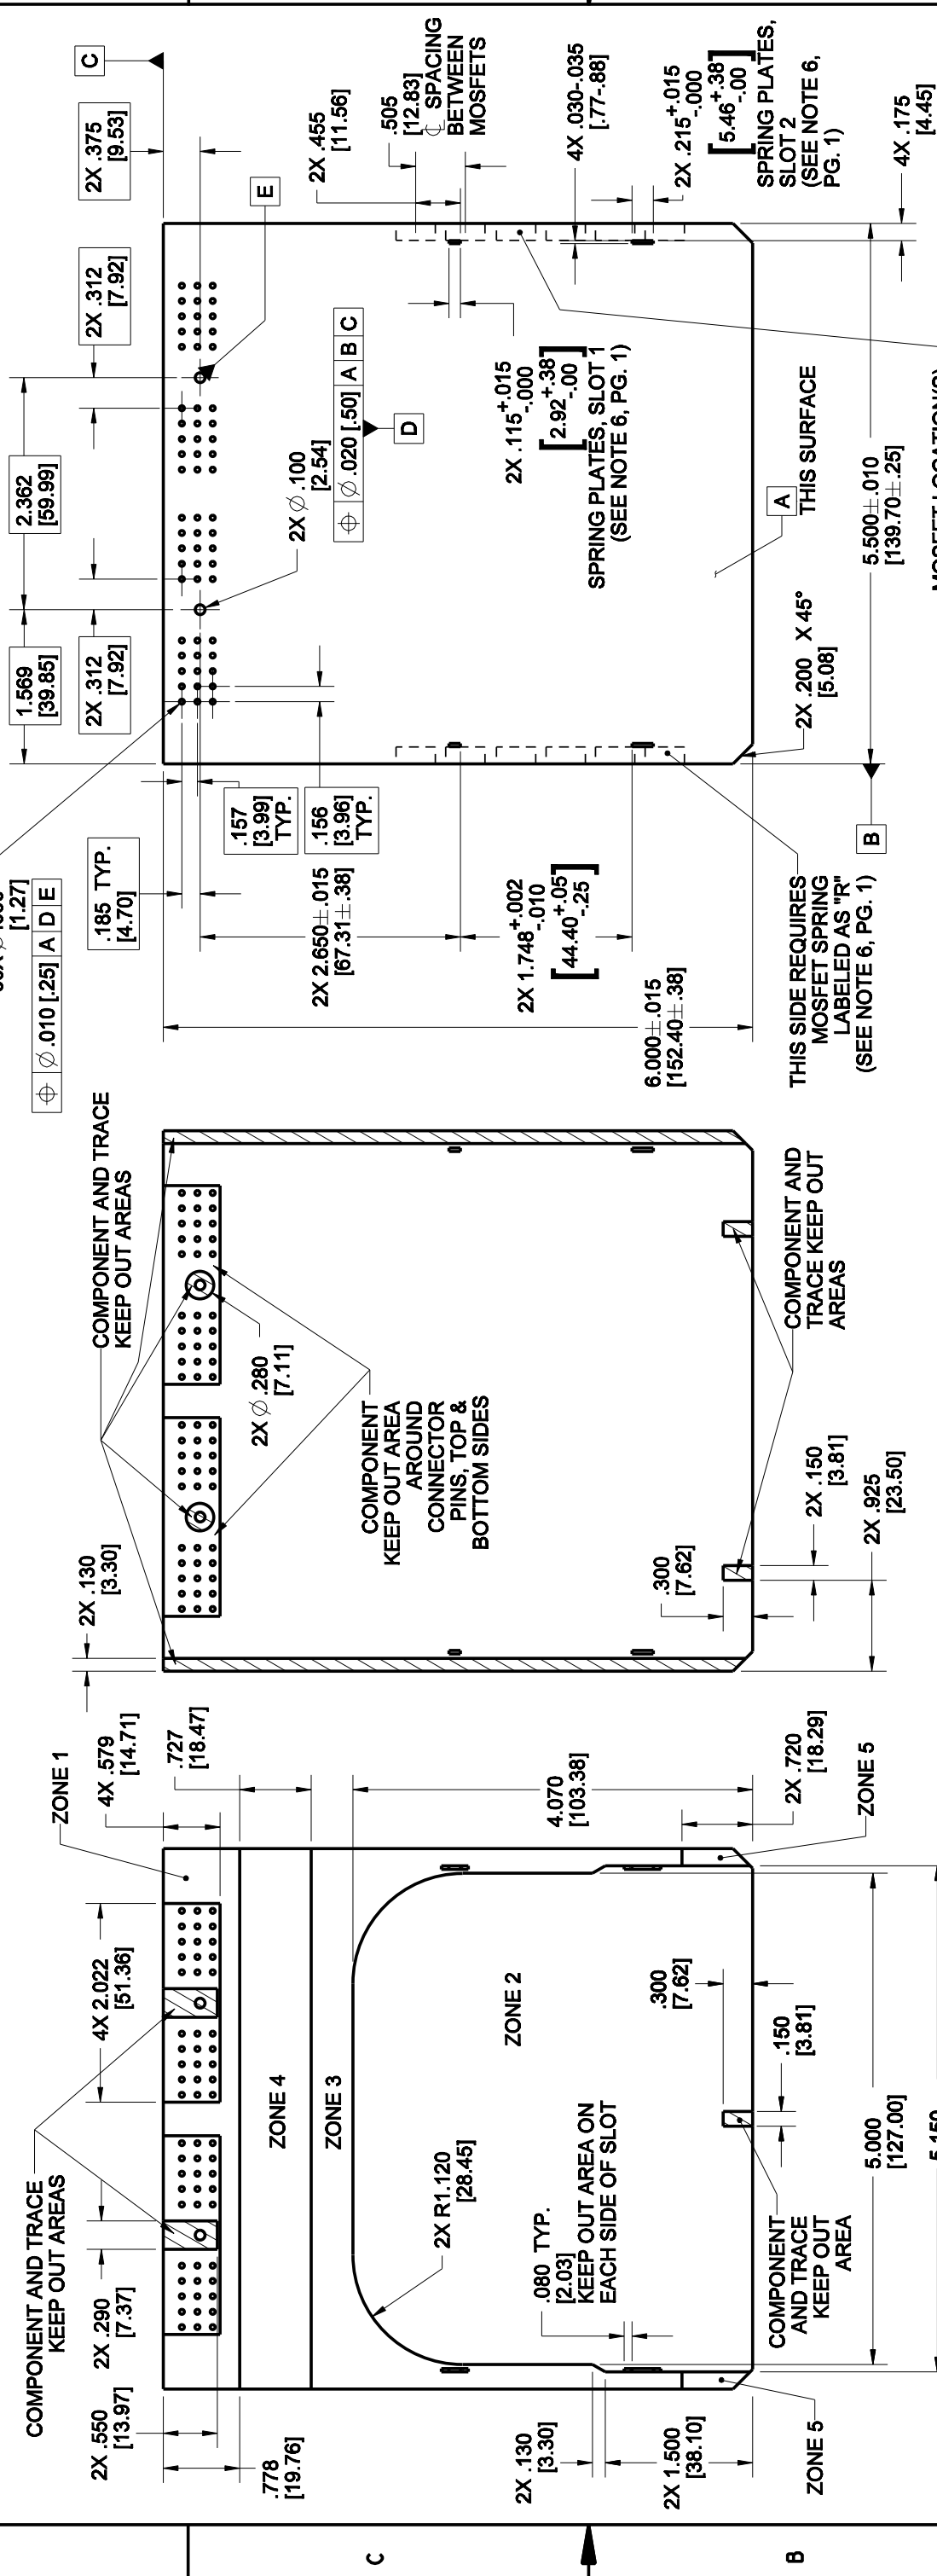 C
B
COMPONENT AND TRACE
KEEP OUT AREAS
ZONE 1
2X .550
[13.97]
2X .290
[7.37]
4X 2.022
[51.36]
4X .579
[14.71]
.778
[19.76]
.727
[18.47]
ZONE 4
ZONE 3
ZONE 2
2X R1.120
[28.45]
4.070
[103.38]
.080 TYP.
[2.03]
KEEP OUT AREA ON
EACH SIDE OF SLOT
2X .130
[3.30]
2X 1.500
[38.10]
.300
[7.62]
.150
[3.81]
2X .720
[18.29]
ZONE 5
ZONE 5
COMPONENT
AND TRACE
KEEP OUT
AREA
5.000
[127.00]
COMPONENT AND TRACE
KEEP OUT AREAS
2X .130
[3.30]
2X ∅ .280
[7.11]
COMPONENT
KEEP OUT AREA
AROUND
CONNECTOR
PINS, TOP &
BOTTOM SIDES
.300
[7.62]
2X .150
[3.81]
2X .925
[23.50]
COMPONENT AND
TRACE KEEP OUT
AREAS
[1.27]
⌖ ∅ .010 [.25] A D E
1.569
[39.85]
2.362
[59.99]
2X .312
[7.92]
2X .312
[7.92]
2X .375
[9.53]
C
E
.185 TYP.
[4.70]
.157
[3.99]
TYP.
.156
[3.96]
TYP.
2X ∅ .100
[2.54]
⌖ ∅ .020 [.50] A B C
D
2X .455
[11.56]
.505
[12.83]
℄ SPACING
BETWEEN
MOSFETS
4X .030-.035
[.77-.88]
2X 2.650±.015
[67.31±.38]
2X 1.748 +.002 -.010
[44.40 +.05 -.25]
6.000±.015
[152.40±.38]
2X .115 +.015 -.000
[2.92 +.38 -.00]
SPRING PLATES, SLOT 1
(SEE NOTE 6, PG. 1)
2X .215 +.015 -.000
[5.46 +.38 -.00]
SPRING PLATES,
SLOT 2
(SEE NOTE 6,
PG. 1)
4X .175
[4.45]
A
THIS SURFACE
2X .200 X 45°
[5.08]
THIS SIDE REQUIRES
MOSFET SPRING
LABELED AS "R"
(SEE NOTE 6, PG. 1)
B
5.500±.010
[139.70±.25]